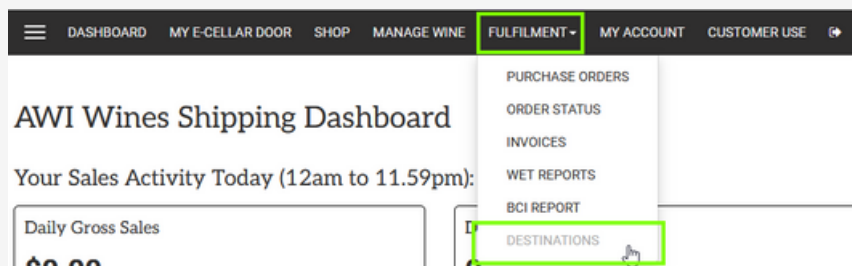 DASHBOARD MY E-CELLAR DOOR SHOP MANAGE WINE FULFILMENT MY ACCOUNT CUSTOMER USE
PURCHASE ORDERS
AWI Wines Shipping Dashboard
ORDER STATUS
INVOICES
Your Sales Activity Today (12am to 11.59pm):
WET REPORTS
BCI REPORT
Daily Gross Sales
DESTINATIONS